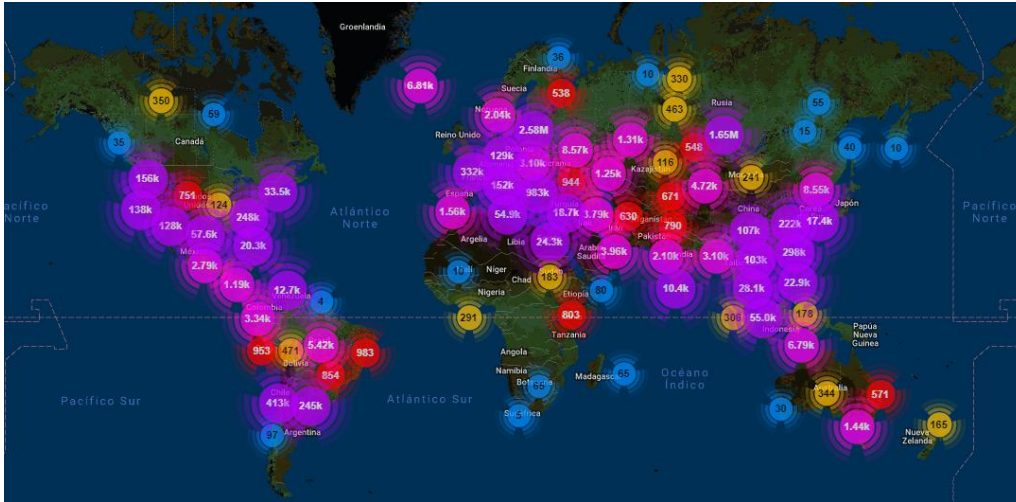 Groenlandia
36
Finlandia
6.81k
10
330
Suecia
538
350
59
2.04k
463
55
Rusia
35
Canadá
Reino Unido
2.58M
1.31k
1.65M
15
129k
8.57k
548
40
10
3.10k
116
332k
Kazajistán
156k
944
1.25k
241
751
33.5k
152k
983k
671
4.72k
8.55k
España
124
Japón
138k
248k
1.56k
54.9k
18.7k
3.79k
630
China
222k
17.4k
Pacífico
Norte
128k
Atlántico
Norte
790
107k
57.6k
Argelia
Libia
24.3k
Pakistán
20.3k
Arabia
Saudí
3.96k
2.10k
3.10k
103k
298k
2.79k
Níger
1.19k
12.7k
4
Chad
183
80
10.4k
28.1k
22.9k
Nigeria
Etiopía
3.34k
291
803
306
55.0k
178
Indonesia
Papúa
Nueva
Guinea
Tanzania
953
471
5.42k
983
Angola
6.79k
Bolivia
854
Namibia
Madagascar
65
Océano
Índico
Pacífico Sur
Chile
413k
245k
Atlántico Sur
65
30
344
571
Australia
97
Argentina
1.44k
Nueva
Zelanda
165